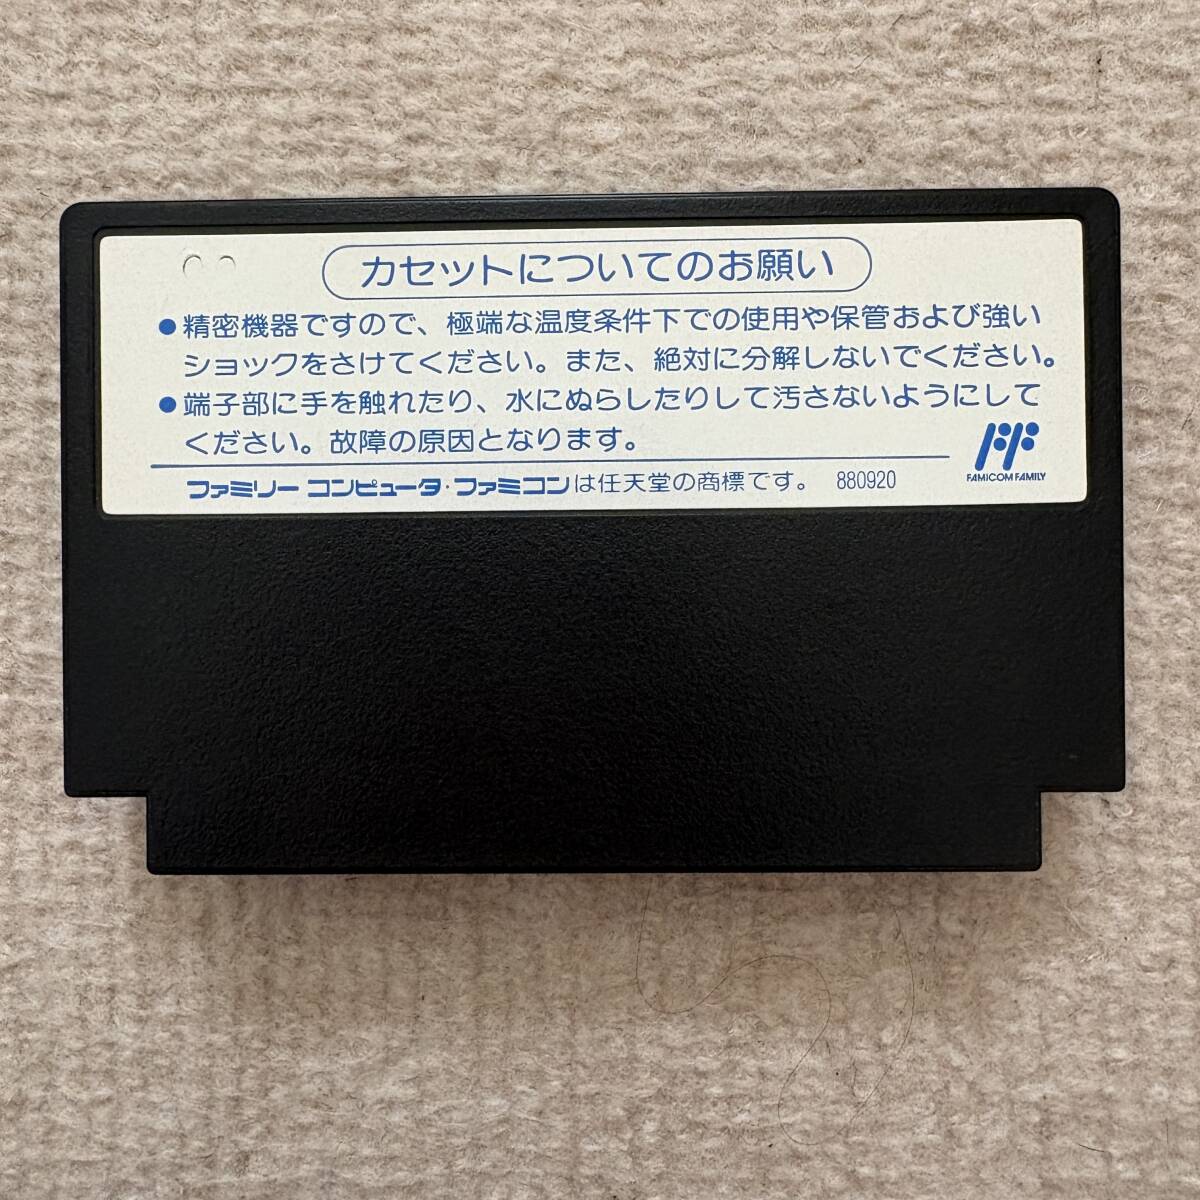 カセットについてのお願い
●精密機器ですので、極端な温度条件下での使用や保管および強い
ショックをさけてください。また、絶対に分解しないでください。
●端子部に手を触れたり、水にぬらしたりして汚さないようにして
ください。故障の原因となります。
ファミリーコンピュータ・ファミコンは任天堂の商標です。 880920
FAMICOM FAMILY